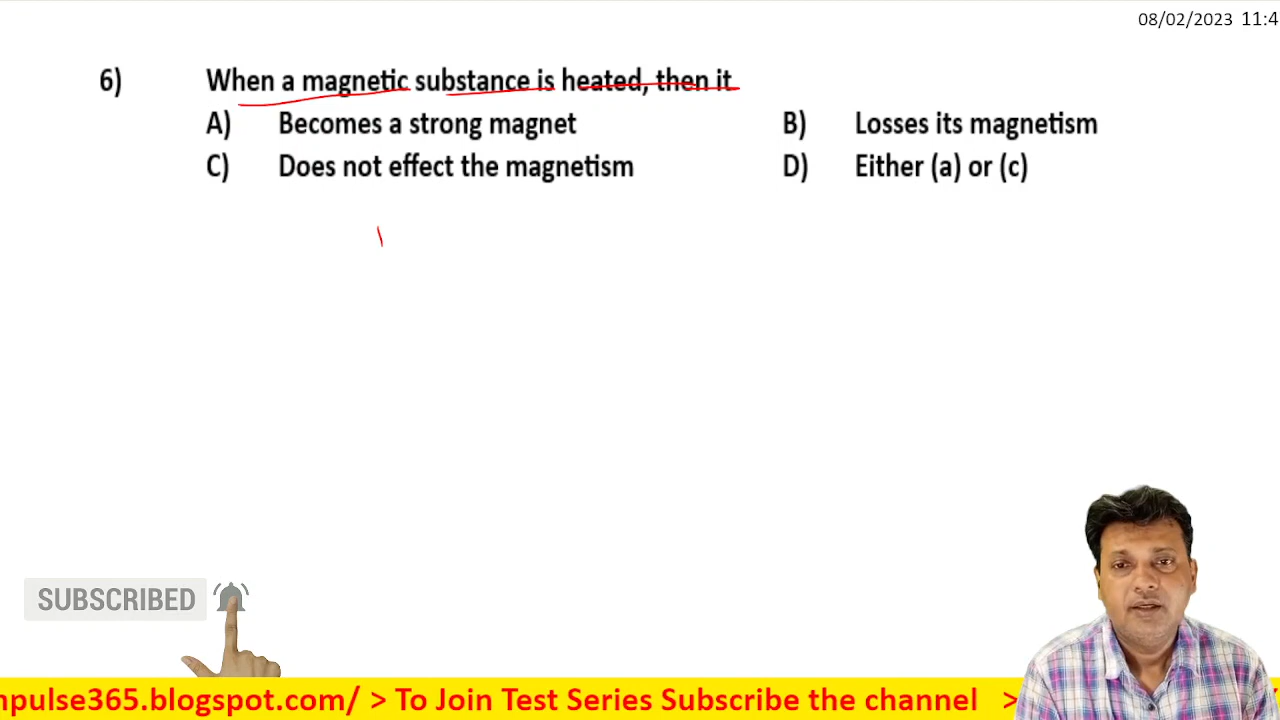 08/02/2023 11:4
6) When a magnetic substance is heated, then it
A) Becomes a strong magnet B) Losses its magnetism
C) Does not effect the magnetism D) Either (a) or (c)
SUBSCRIBED
npulse365.blogspot.com/ > To Join Test Series Subscribe the channel >